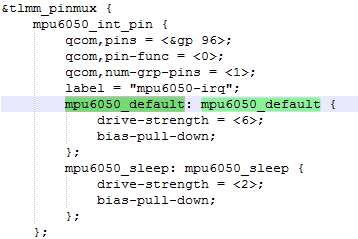 &tlmm_pinmux {
    mpu6050_int_pin {
        qcom,pins = <&gp 96>;
        qcom,pin-func = <0>;
        qcom,num-grp-pins = <1>;
        label = "mpu6050-irq";
        mpu6050_default: mpu6050_default {
            drive-strength = <6>;
            bias-pull-down;
        };
        mpu6050_sleep: mpu6050_sleep {
            drive-strength = <2>;
            bias-pull-down;
        };
    };